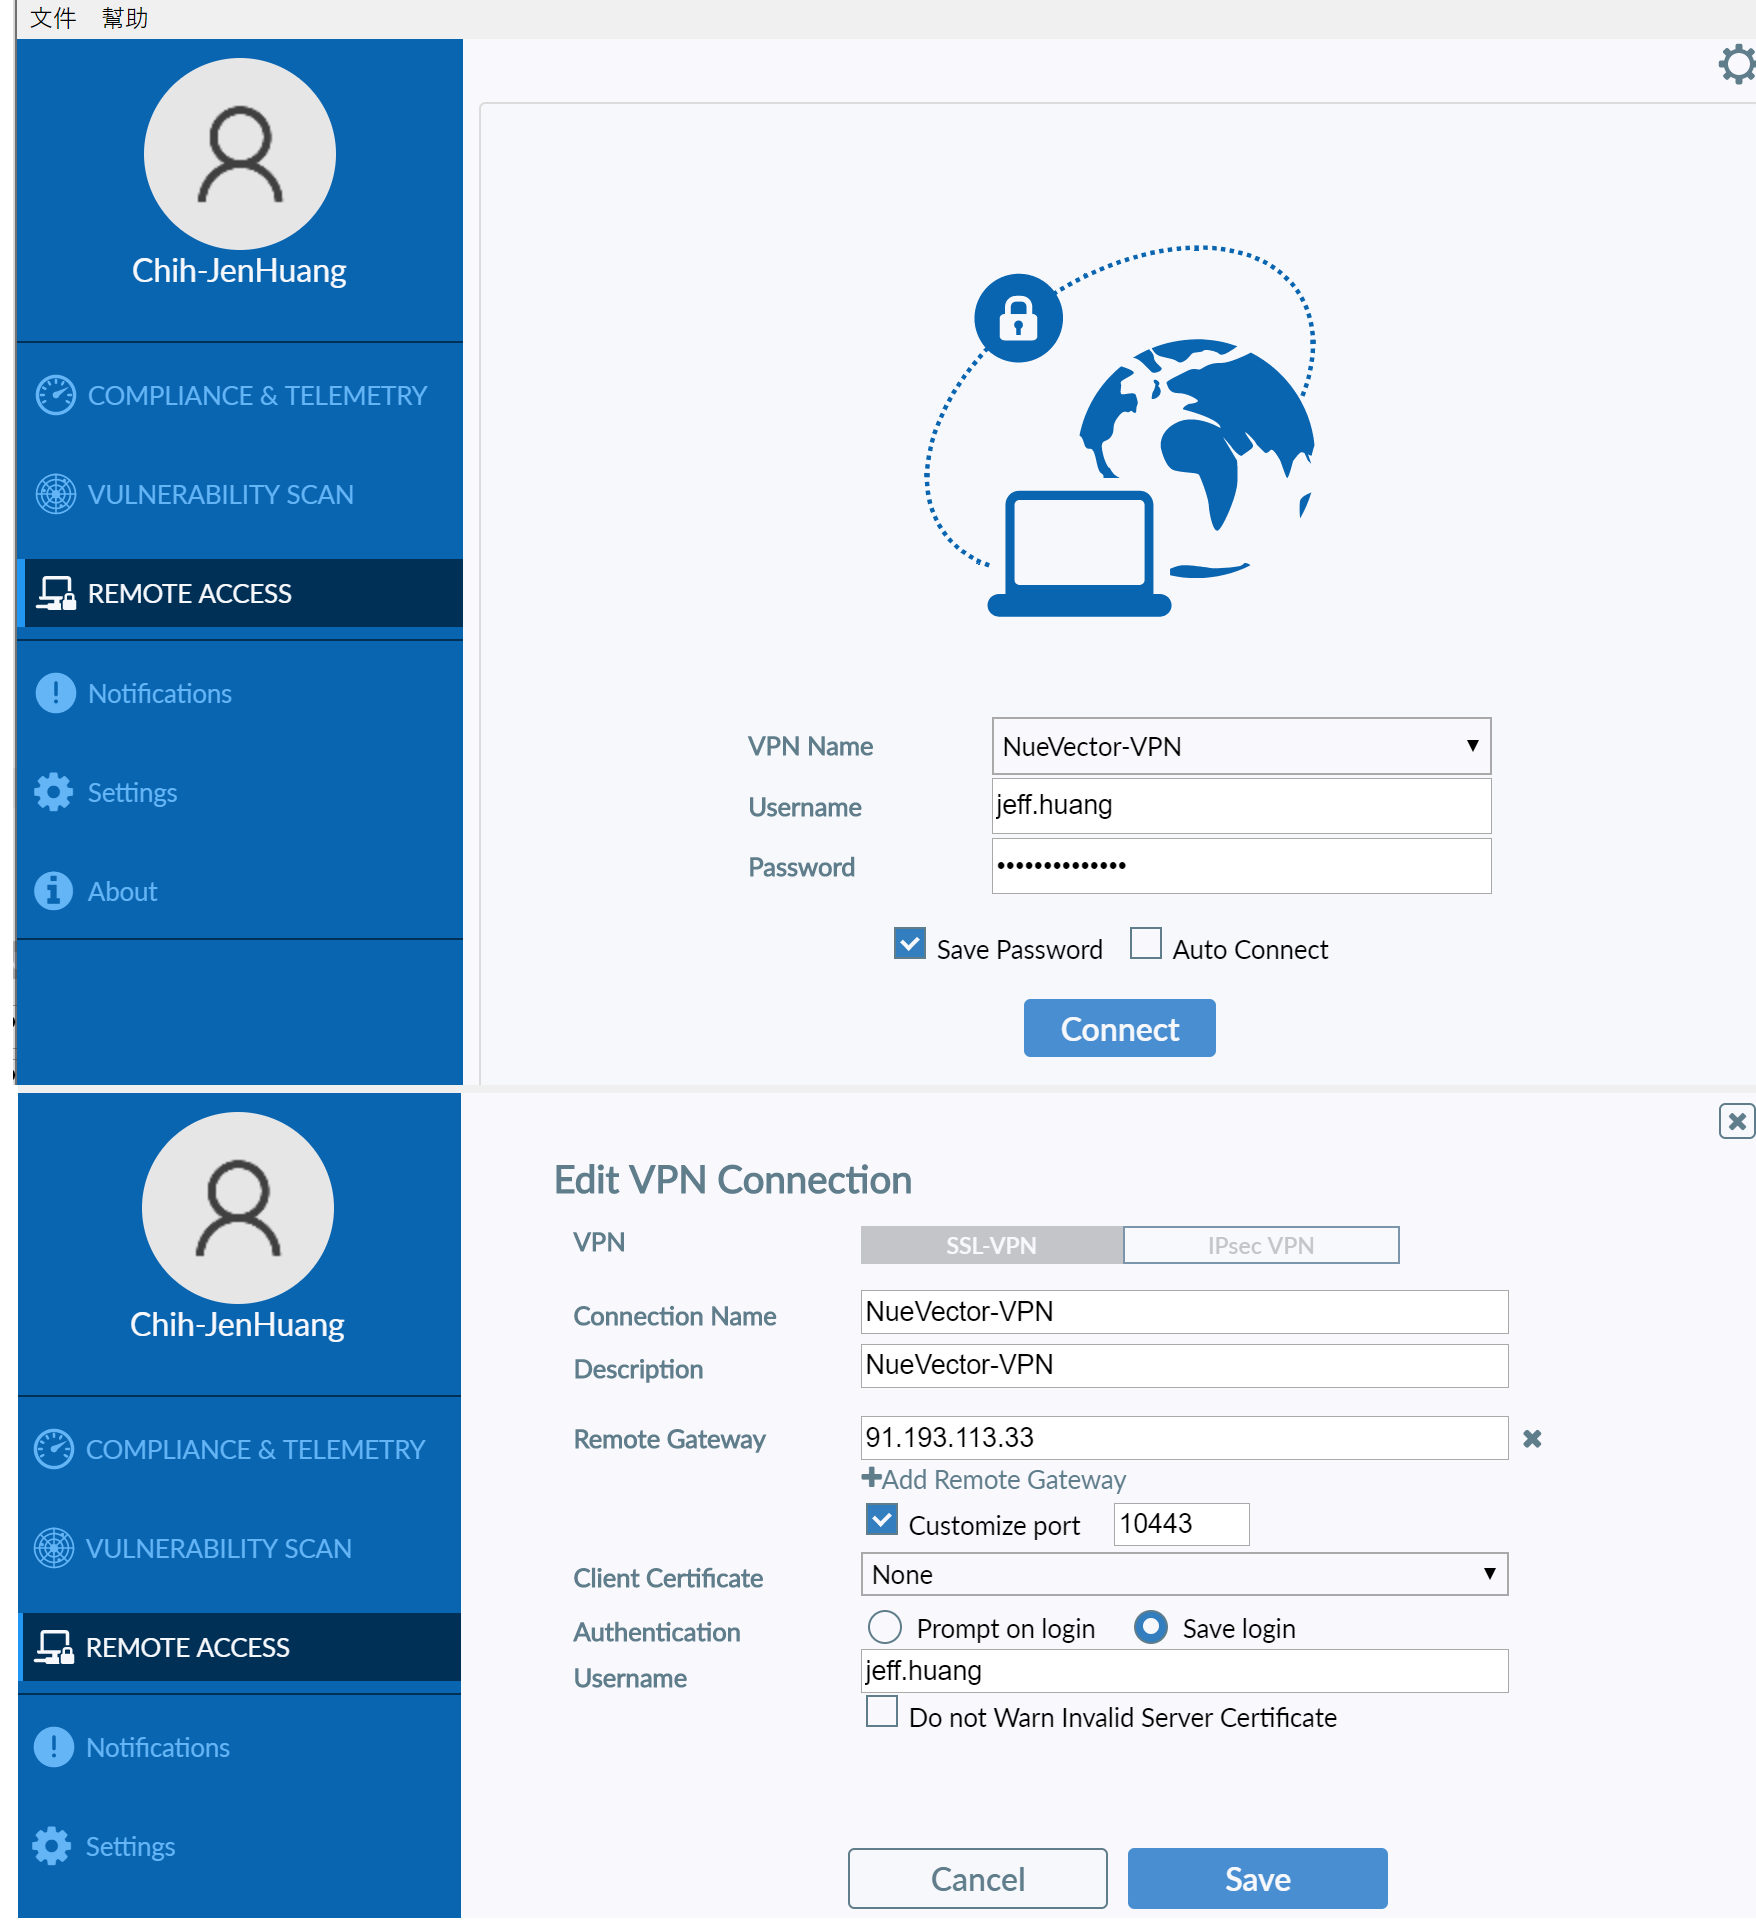 文件 幫助
Chih-JenHuang
COMPLIANCE & TELEMETRY
VULNERABILITY SCAN
REMOTE ACCESS
Notifications
Settings
About
VPN Name NueVector-VPN
Username jeff.huang
Password ••••••••••••••
Save Password Auto Connect
Connect
Chih-JenHuang
COMPLIANCE & TELEMETRY
VULNERABILITY SCAN
REMOTE ACCESS
Notifications
Settings
Edit VPN Connection
VPN SSL-VPN IPsec VPN
Connection Name NueVector-VPN
Description NueVector-VPN
Remote Gateway 91.193.113.33
+Add Remote Gateway
Customize port 10443
Client Certificate None
Authentication Prompt on login Save login
Username jeff.huang
Do not Warn Invalid Server Certificate
Cancel Save